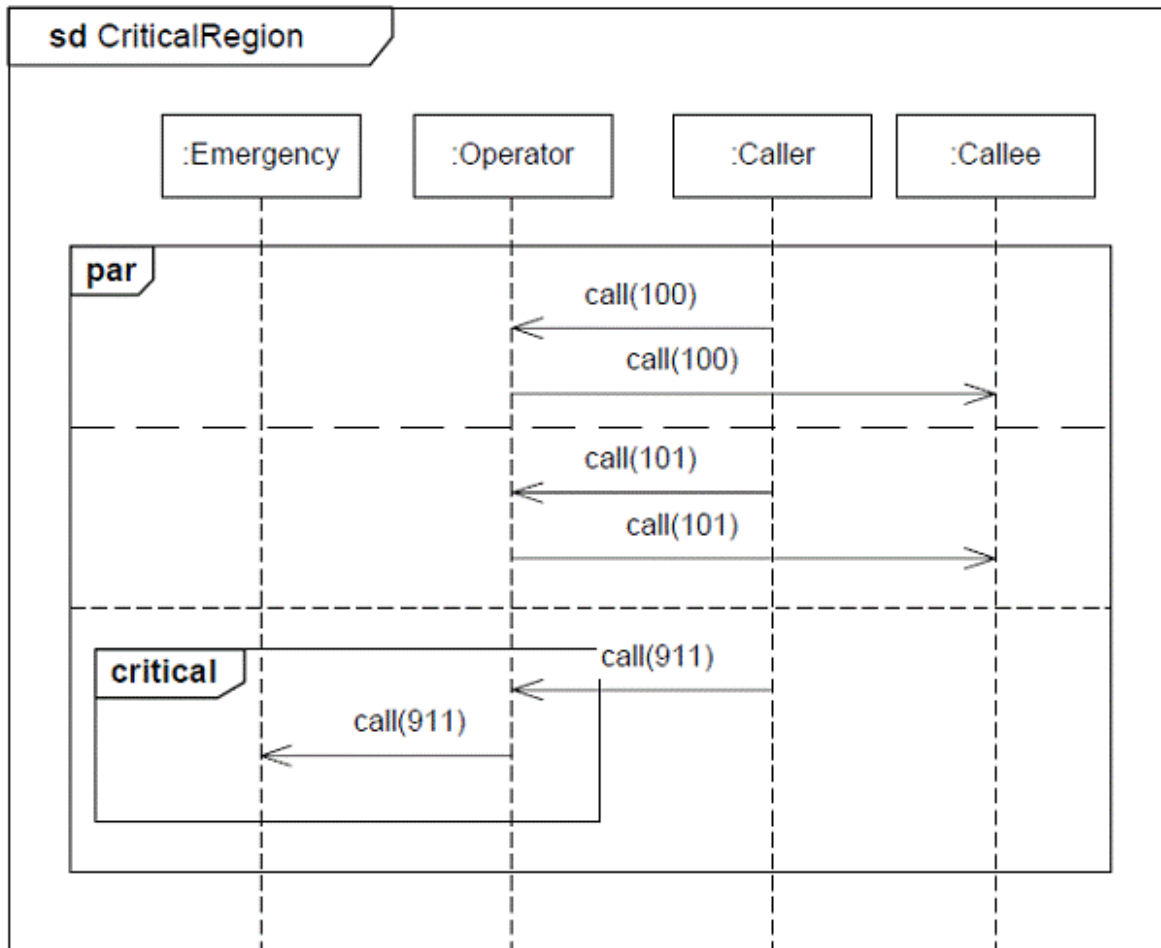 sd CriticalRegion
:Emergency
:Operator
:Caller
:Callee
par
call(100)
call(100)
call(101)
call(101)
critical
call(911)
call(911)